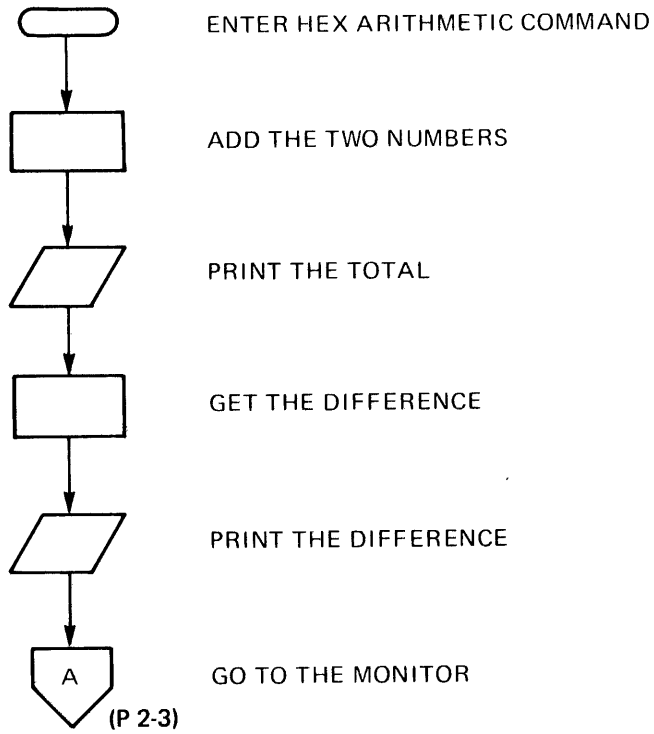 ENTER HEX ARITHMETIC COMMAND
ADD THE TWO NUMBERS
PRINT THE TOTAL
GET THE DIFFERENCE
PRINT THE DIFFERENCE
A
GO TO THE MONITOR
(P 2-3)